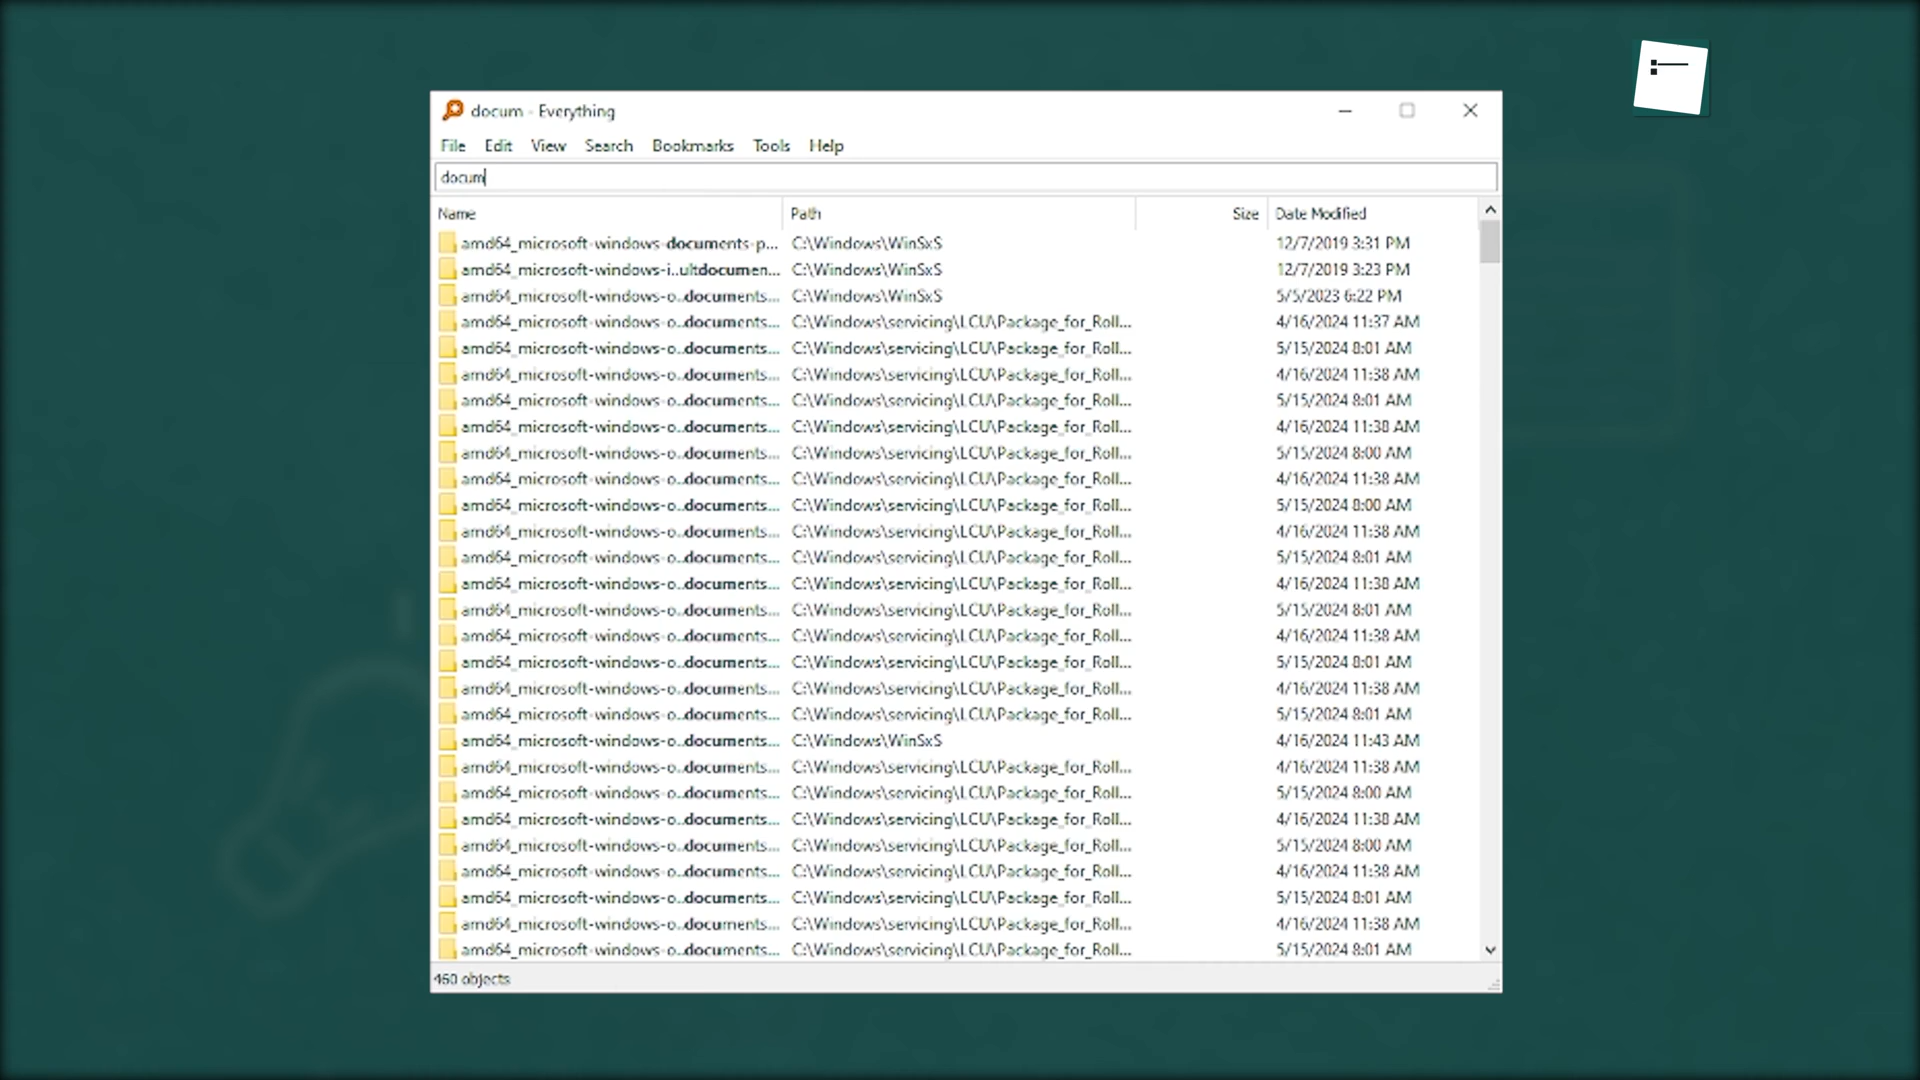 docum - Everything
File Edit View Search Bookmarks Tools Help
docum
Name Path Size Date Modified
amd64_microsoft-windows-documents-p... C:\Windows\WinSxS 12/7/2019 3:31 PM
amd64_microsoft-windows-i..ultdocumen... C:\Windows\WinSxS 12/7/2019 3:23 PM
amd64_microsoft-windows-o..documents... C:\Windows\WinSxS 5/5/2023 6:22 PM
amd64_microsoft-windows-o..documents... C:\Windows\servicing\LCU\Package_for_Roll... 4/16/2024 11:37 AM
amd64_microsoft-windows-o..documents... C:\Windows\servicing\LCU\Package_for_Roll... 5/15/2024 8:01 AM
amd64_microsoft-windows-o..documents... C:\Windows\servicing\LCU\Package_for_Roll... 4/16/2024 11:38 AM
amd64_microsoft-windows-o..documents... C:\Windows\servicing\LCU\Package_for_Roll... 5/15/2024 8:01 AM
amd64_microsoft-windows-o..documents... C:\Windows\servicing\LCU\Package_for_Roll... 4/16/2024 11:38 AM
amd64_microsoft-windows-o..documents... C:\Windows\servicing\LCU\Package_for_Roll... 5/15/2024 8:00 AM
amd64_microsoft-windows-o..documents... C:\Windows\servicing\LCU\Package_for_Roll... 4/16/2024 11:38 AM
amd64_microsoft-windows-o..documents... C:\Windows\servicing\LCU\Package_for_Roll... 5/15/2024 8:00 AM
amd64_microsoft-windows-o..documents... C:\Windows\servicing\LCU\Package_for_Roll... 4/16/2024 11:38 AM
amd64_microsoft-windows-o..documents... C:\Windows\servicing\LCU\Package_for_Roll... 5/15/2024 8:01 AM
amd64_microsoft-windows-o..documents... C:\Windows\servicing\LCU\Package_for_Roll... 4/16/2024 11:38 AM
amd64_microsoft-windows-o..documents... C:\Windows\servicing\LCU\Package_for_Roll... 5/15/2024 8:01 AM
amd64_microsoft-windows-o..documents... C:\Windows\servicing\LCU\Package_for_Roll... 4/16/2024 11:38 AM
amd64_microsoft-windows-o..documents... C:\Windows\servicing\LCU\Package_for_Roll... 5/15/2024 8:01 AM
amd64_microsoft-windows-o..documents... C:\Windows\servicing\LCU\Package_for_Roll... 4/16/2024 11:38 AM
amd64_microsoft-windows-o..documents... C:\Windows\servicing\LCU\Package_for_Roll... 5/15/2024 8:01 AM
amd64_microsoft-windows-o..documents... C:\Windows\WinSxS 4/16/2024 11:43 AM
amd64_microsoft-windows-o..documents... C:\Windows\servicing\LCU\Package_for_Roll... 4/16/2024 11:38 AM
amd64_microsoft-windows-o..documents... C:\Windows\servicing\LCU\Package_for_Roll... 5/15/2024 8:00 AM
amd64_microsoft-windows-o..documents... C:\Windows\servicing\LCU\Package_for_Roll... 4/16/2024 11:38 AM
amd64_microsoft-windows-o..documents... C:\Windows\servicing\LCU\Package_for_Roll... 5/15/2024 8:00 AM
amd64_microsoft-windows-o..documents... C:\Windows\servicing\LCU\Package_for_Roll... 4/16/2024 11:38 AM
amd64_microsoft-windows-o..documents... C:\Windows\servicing\LCU\Package_for_Roll... 5/15/2024 8:01 AM
amd64_microsoft-windows-o..documents... C:\Windows\servicing\LCU\Package_for_Roll... 4/16/2024 11:38 AM
amd64_microsoft-windows-o..documents... C:\Windows\servicing\LCU\Package_for_Roll... 5/15/2024 8:01 AM
460 objects